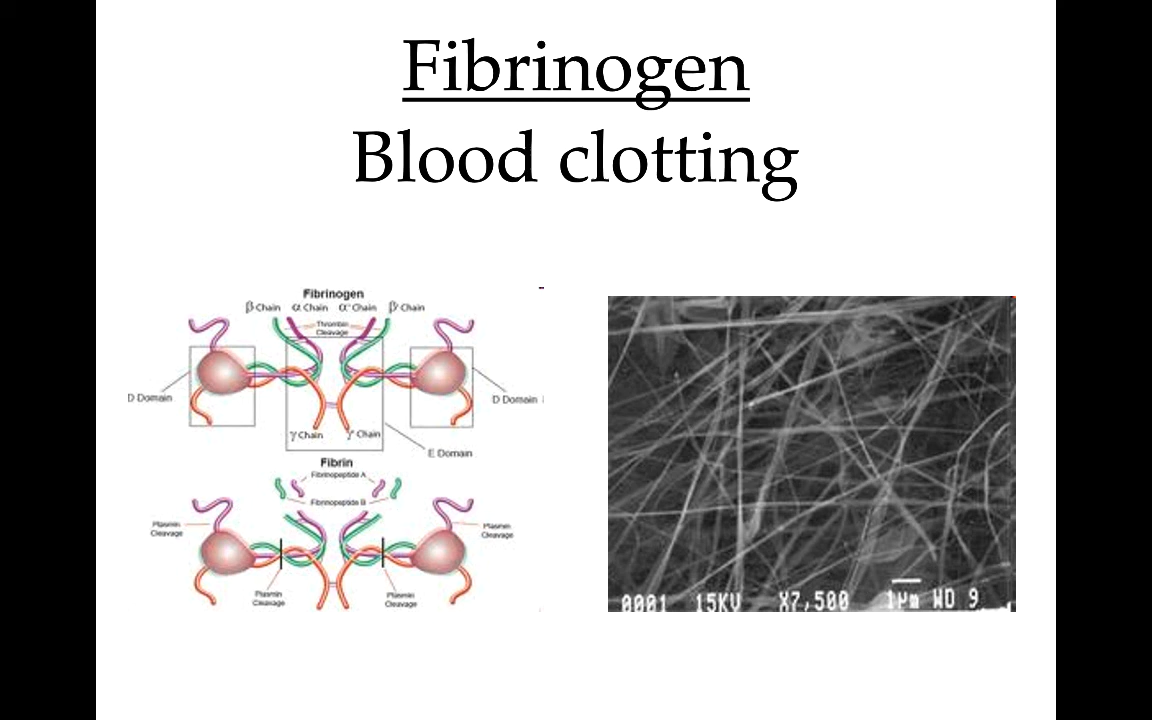 Fibrinogen
Blood clotting
Fibrinogen
β Chain α Chain α' Chain β' Chain
Thrombin
Cleavage
D Domain
D Domain
γ Chain γ' Chain
E Domain
Fibrin
Fibrinopeptide A
Fibrinopeptide B
Plasmin
Cleavage
Plasmin
Cleavage
Plasmin
Cleavage
Plasmin
Cleavage
0001 15KV X7,500 1µm WD 9